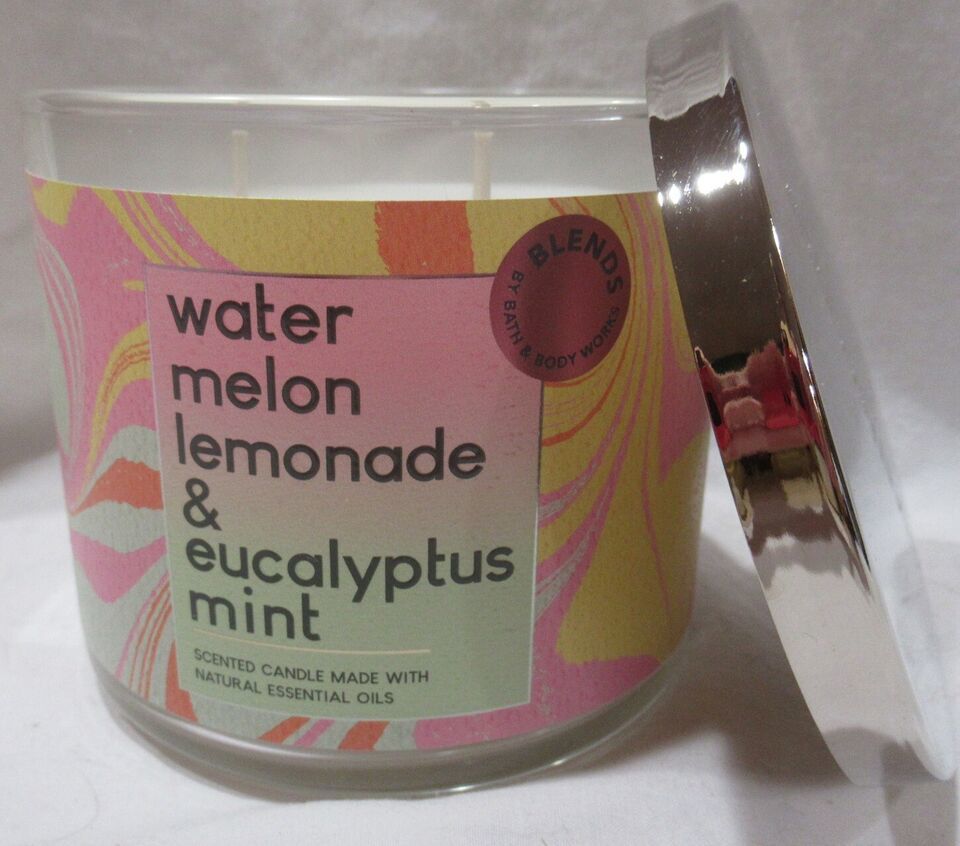 BLENDS
BY BATH & BODY WORKS
water
melon
lemonade
&
eucalyptus
mint
SCENTED CANDLE MADE WITH
NATURAL ESSENTIAL OILS